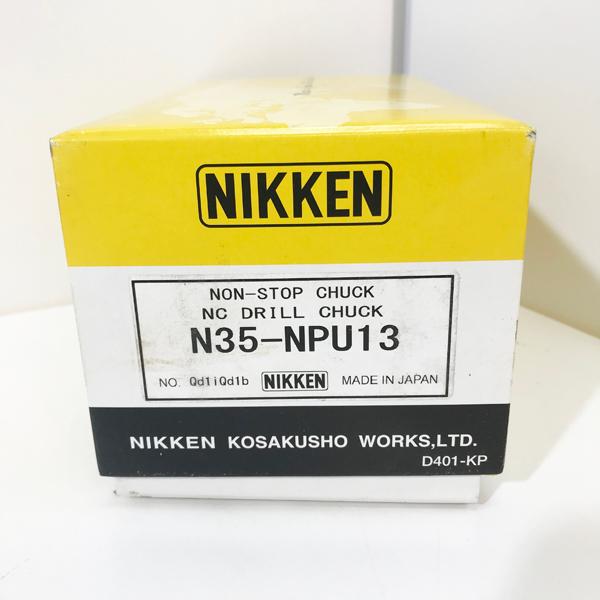 NIKKEN
NON-STOP CHUCK
NC DRILL CHUCK
N35-NPU13
NO. Qd1iQd1b NIKKEN MADE IN JAPAN
NIKKEN KOSAKUSHO WORKS,LTD.
D401-KP